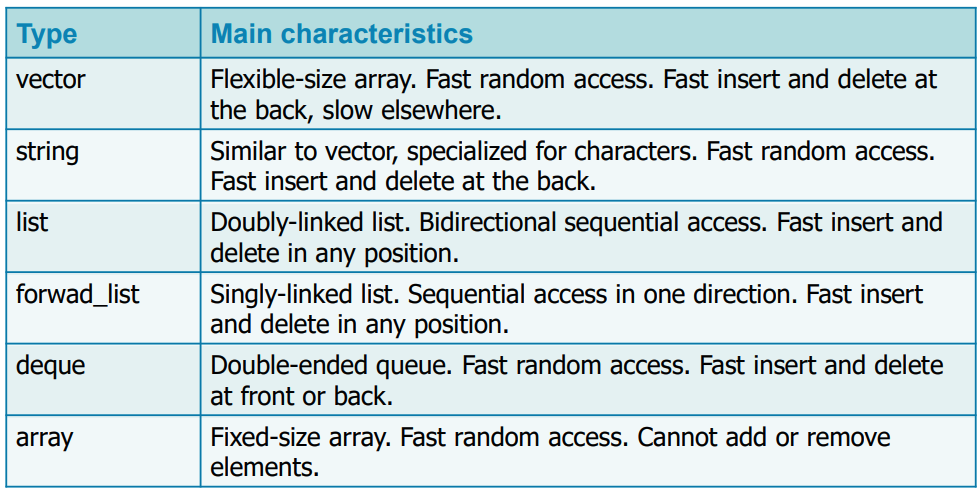 Type Main characteristics
vector Flexible-size array. Fast random access. Fast insert and delete at
the back, slow elsewhere.
string Similar to vector, specialized for characters. Fast random access.
Fast insert and delete at the back.
list Doubly-linked list. Bidirectional sequential access. Fast insert and
delete in any position.
forwad_list Singly-linked list. Sequential access in one direction. Fast insert
and delete in any position.
deque Double-ended queue. Fast random access. Fast insert and delete
at front or back.
array Fixed-size array. Fast random access. Cannot add or remove
elements.